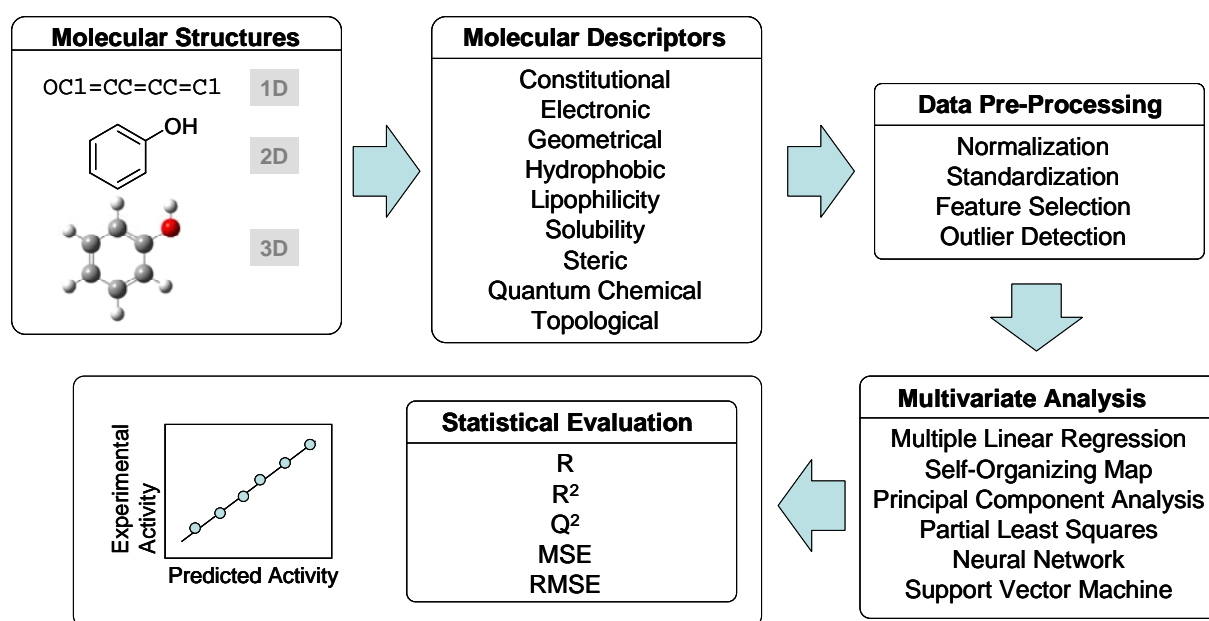 Molecular Structures
OC1=CC=CC=C1
1D
OH
2D
3D
Molecular Descriptors
Constitutional
Electronic
Geometrical
Hydrophobic
Lipophilicity
Solubility
Steric
Quantum Chemical
Topological
Data Pre-Processing
Normalization
Standardization
Feature Selection
Outlier Detection
Multivariate Analysis
Multiple Linear Regression
Self-Organizing Map
Principal Component Analysis
Partial Least Squares
Neural Network
Support Vector Machine
Statistical Evaluation
R
R²
Q²
MSE
RMSE
Experimental
Activity
Predicted Activity